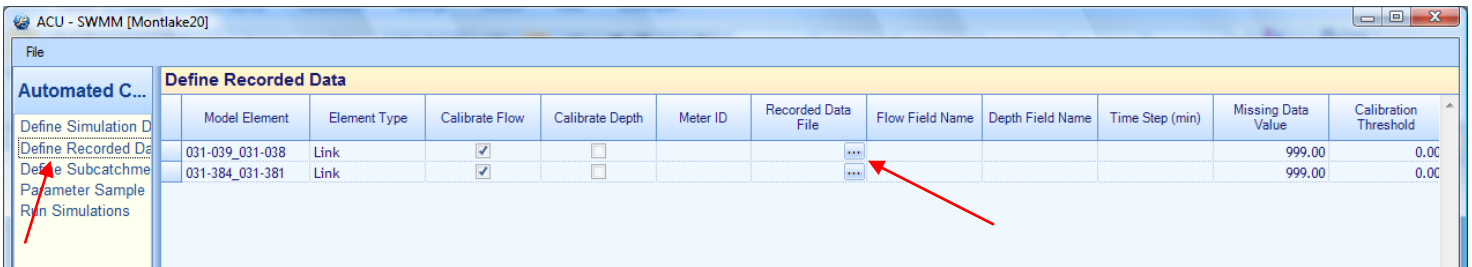 ACU - SWMM [Montlake20]
File
Automated C...
Define Simulation D
Define Recorded Da
Define Subcatchme
Parameter Sample
Run Simulations
Define Recorded Data
Model Element Element Type Calibrate Flow Calibrate Depth Meter ID Recorded Data File Flow Field Name Depth Field Name Time Step (min) Missing Data Value Calibration Threshold
031-039_031-038 Link ... 999.00 0.00
031-384_031-381 Link ... 999.00 0.00